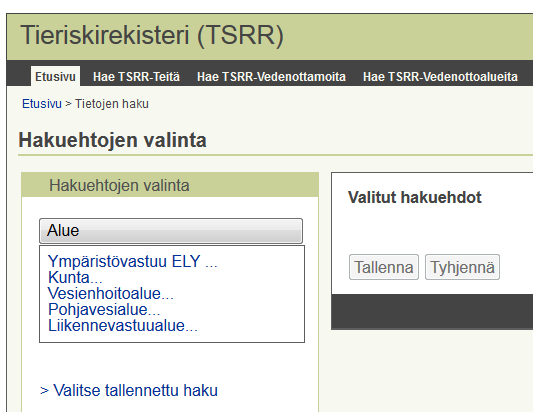 Tieriskirekisteri (TSRR)
Etusivu Hae TSRR-Teitä Hae TSRR-Vedenottamoita Hae TSRR-Vedenottoalueita
Etusivu > Tietojen haku
Hakuehtojen valinta
Hakuehtojen valinta
Alue
Ympäristövastuu ELY ...
Kunta...
Vesienhoitoalue...
Pohjavesialue...
Liikennevastuualue...
> Valitse tallennettu haku
Valitut hakuehdot
Tallenna Tyhjennä